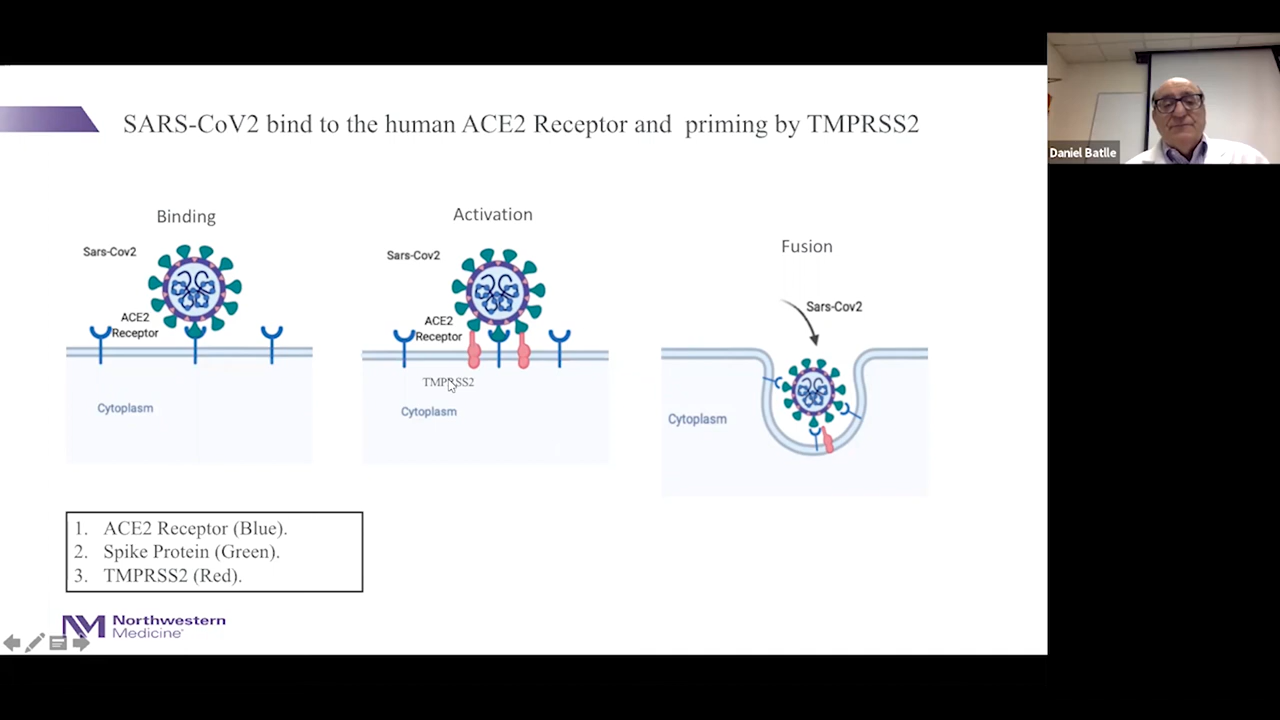 SARS-CoV2 bind to the human ACE2 Receptor and priming by TMPRSS2
Daniel Batlle
Binding
Sars-Cov2
ACE2
Receptor
Cytoplasm
Activation
Sars-Cov2
ACE2
Receptor
TMPRSS2
Cytoplasm
Fusion
Sars-Cov2
Cytoplasm
1. ACE2 Receptor (Blue).
2. Spike Protein (Green).
3. TMPRSS2 (Red).
NM Northwestern
Medicine®